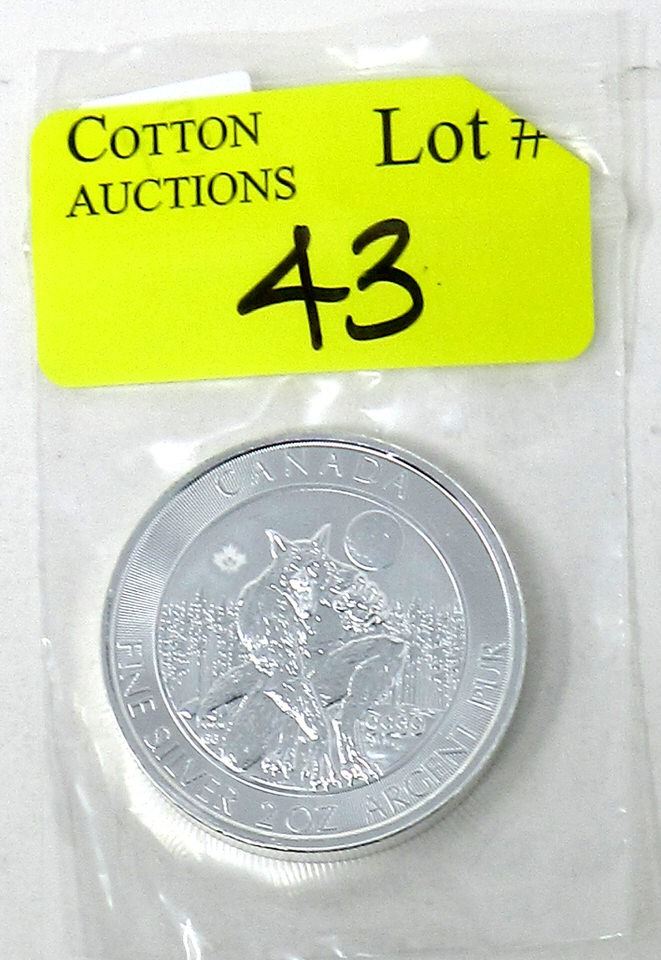 COTTON
AUCTIONS
Lot #
43
CANADA
FINE SILVER 2 OZ ARGENT PUR